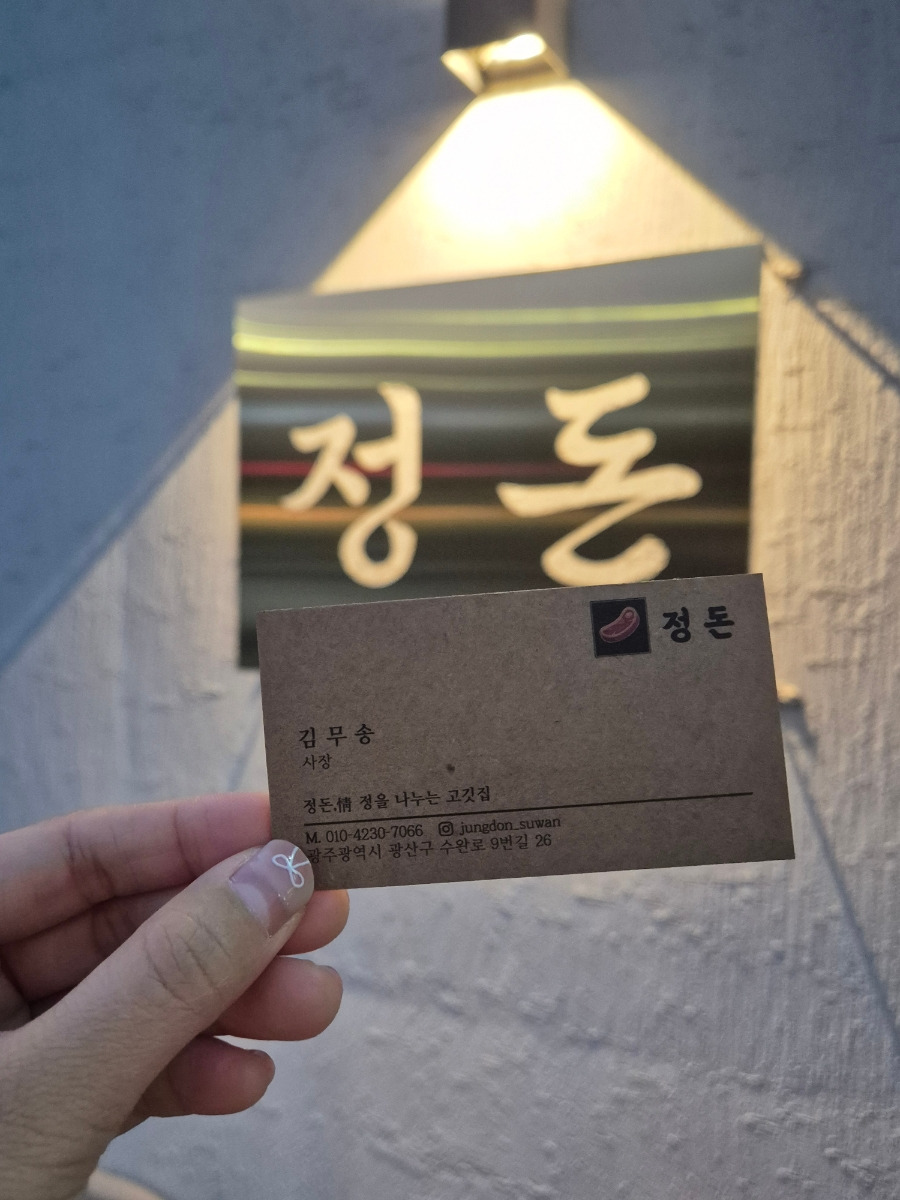 정돈
정돈
김무송
사장
정돈,情 정을 나누는 고깃집
M. 010-4230-7066 jungdon_suwan
광주광역시 광산구 수완로 9번길 26